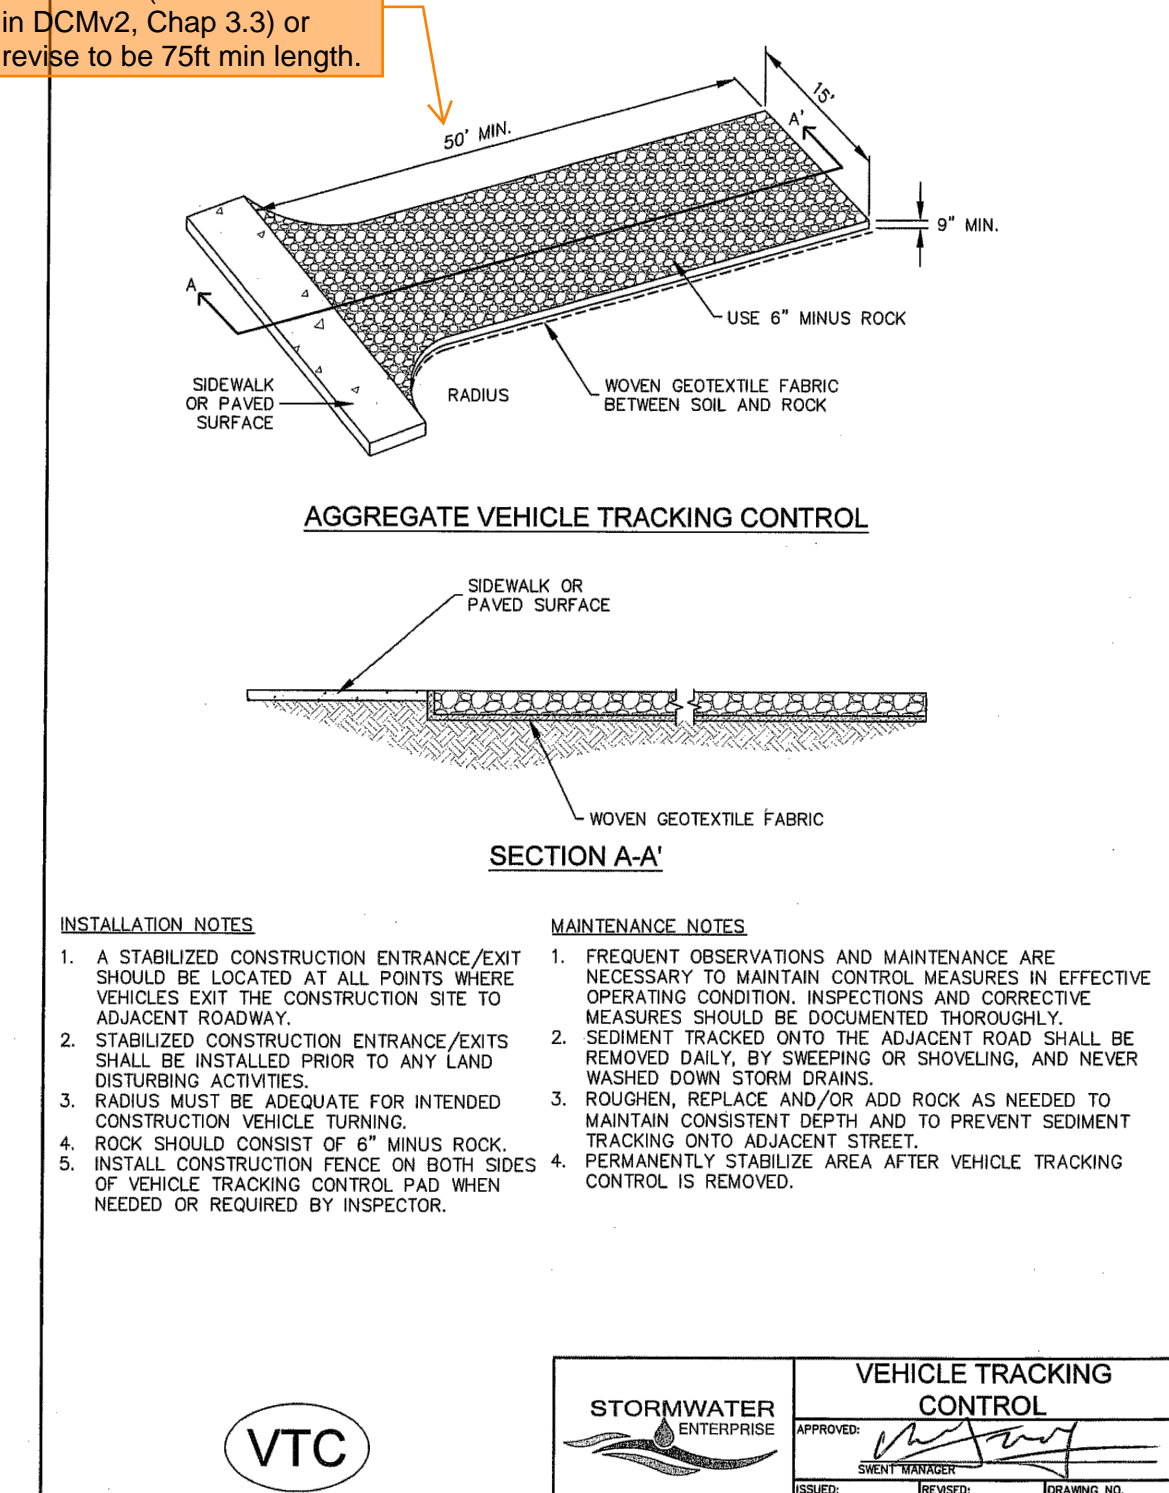 in DCMv2, Chap 3.3) or
revise to be 75ft min length.
50' MIN.
15'
A'
9" MIN.
A
USE 6" MINUS ROCK
SIDEWALK
OR PAVED
SURFACE
RADIUS
WOVEN GEOTEXTILE FABRIC
BETWEEN SOIL AND ROCK
AGGREGATE VEHICLE TRACKING CONTROL
SIDEWALK OR
PAVED SURFACE
WOVEN GEOTEXTILE FABRIC
SECTION A-A'
INSTALLATION NOTES
1. A STABILIZED CONSTRUCTION ENTRANCE/EXIT
SHOULD BE LOCATED AT ALL POINTS WHERE
VEHICLES EXIT THE CONSTRUCTION SITE TO
ADJACENT ROADWAY.
2. STABILIZED CONSTRUCTION ENTRANCE/EXITS
SHALL BE INSTALLED PRIOR TO ANY LAND
DISTURBING ACTIVITIES.
3. RADIUS MUST BE ADEQUATE FOR INTENDED
CONSTRUCTION VEHICLE TURNING.
4. ROCK SHOULD CONSIST OF 6" MINUS ROCK.
5. INSTALL CONSTRUCTION FENCE ON BOTH SIDES
OF VEHICLE TRACKING CONTROL PAD WHEN
NEEDED OR REQUIRED BY INSPECTOR.
MAINTENANCE NOTES
1. FREQUENT OBSERVATIONS AND MAINTENANCE ARE
NECESSARY TO MAINTAIN CONTROL MEASURES IN EFFECTIVE
OPERATING CONDITION. INSPECTIONS AND CORRECTIVE
MEASURES SHOULD BE DOCUMENTED THOROUGHLY.
2. SEDIMENT TRACKED ONTO THE ADJACENT ROAD SHALL BE
REMOVED DAILY, BY SWEEPING OR SHOVELING, AND NEVER
WASHED DOWN STORM DRAINS.
3. ROUGHEN, REPLACE AND/OR ADD ROCK AS NEEDED TO
MAINTAIN CONSISTENT DEPTH AND TO PREVENT SEDIMENT
TRACKING ONTO ADJACENT STREET.
4. PERMANENTLY STABILIZE AREA AFTER VEHICLE TRACKING
CONTROL IS REMOVED.
VTC
STORMWATER
ENTERPRISE
VEHICLE TRACKING
CONTROL
APPROVED:
SWENT MANAGER
ISSUED:
REVISED:
DRAWING NO.